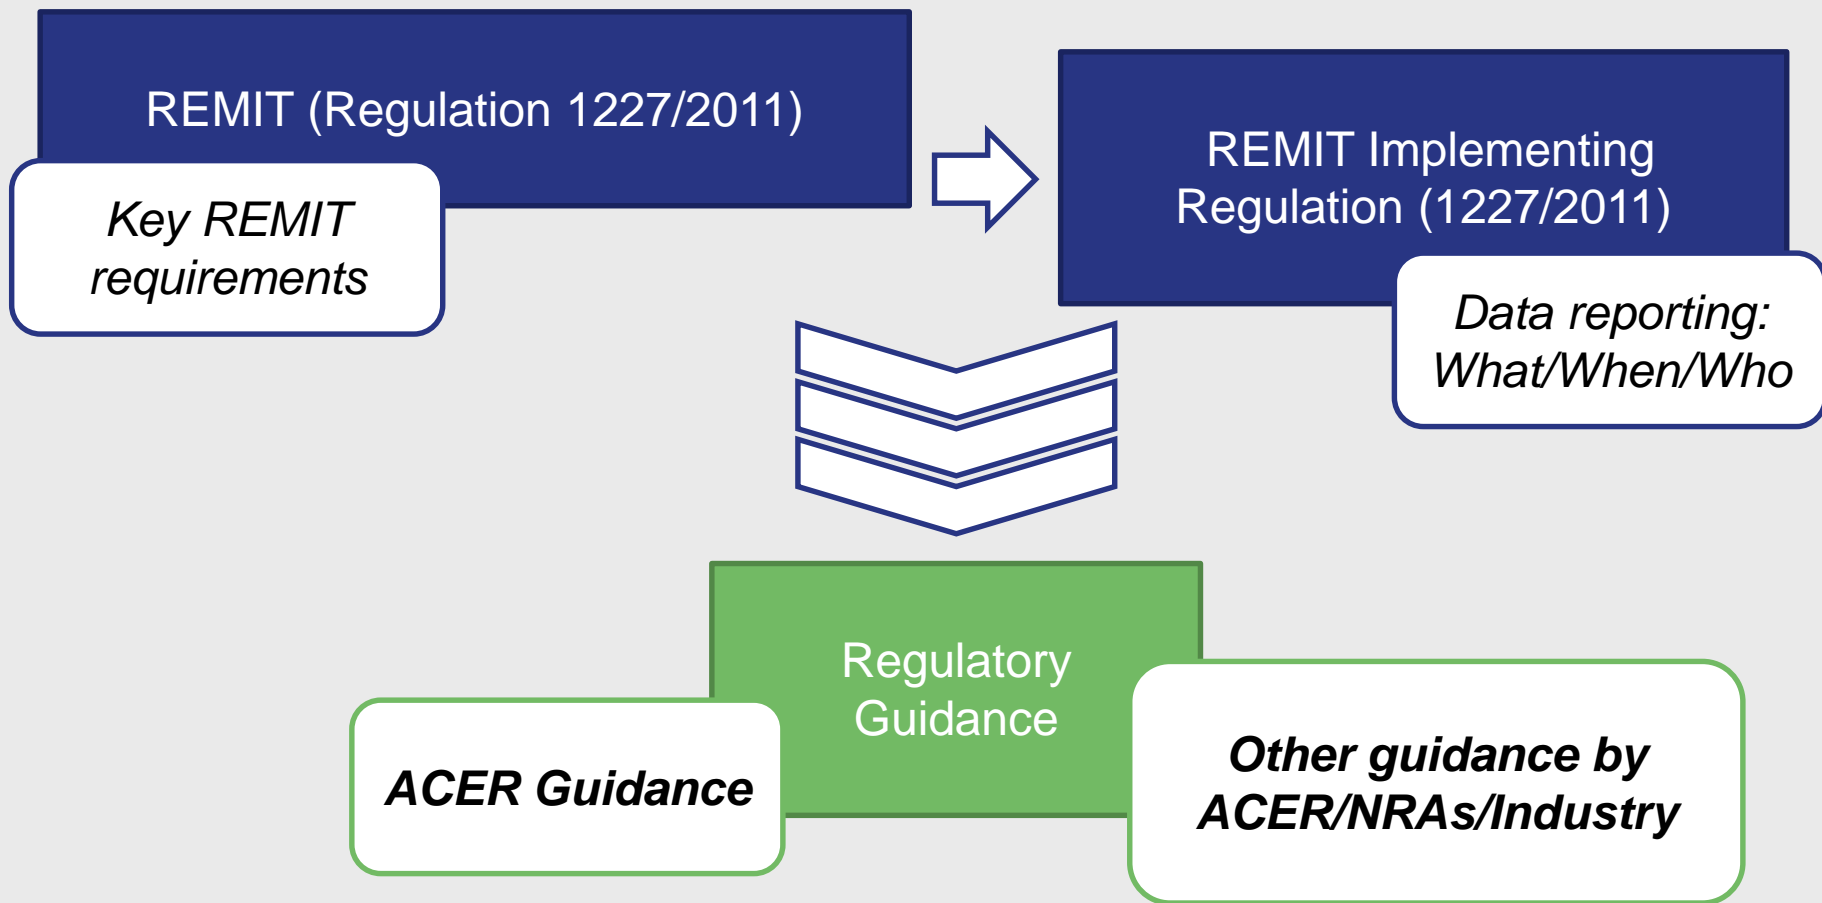 REMIT (Regulation 1227/2011)
Key REMIT
requirements
REMIT Implementing
Regulation (1227/2011)
Data reporting:
What/When/Who
Regulatory
Guidance
ACER Guidance
Other guidance by
ACER/NRAs/Industry